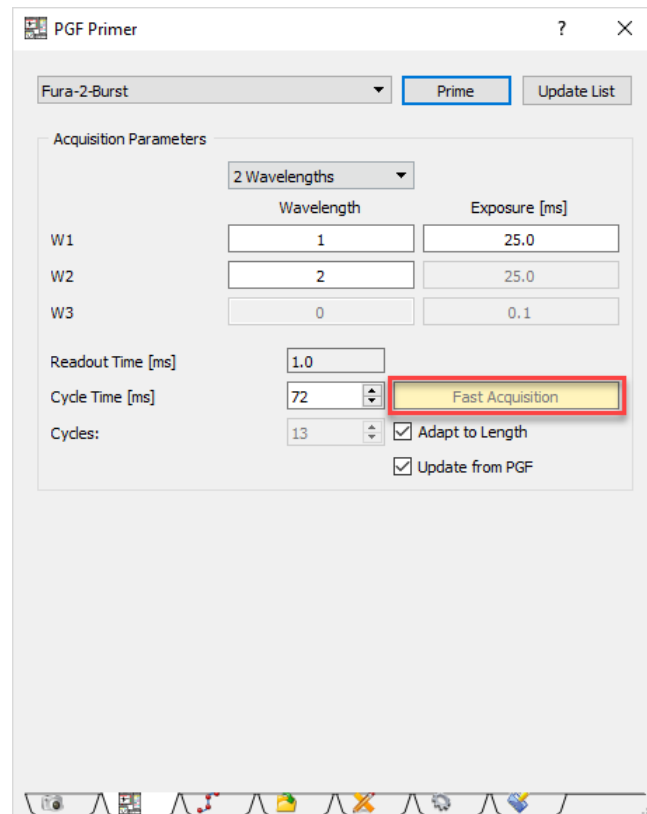 PGF Primer ?
Fura-2-Burst Prime Update List
Acquisition Parameters
2 Wavelengths
Wavelength Exposure [ms]
W1 1 25.0
W2 2 25.0
W3 0 0.1
Readout Time [ms] 1.0
Cycle Time [ms] 72 Fast Acquisition
Cycles: 13 Adapt to Length
Update from PGF